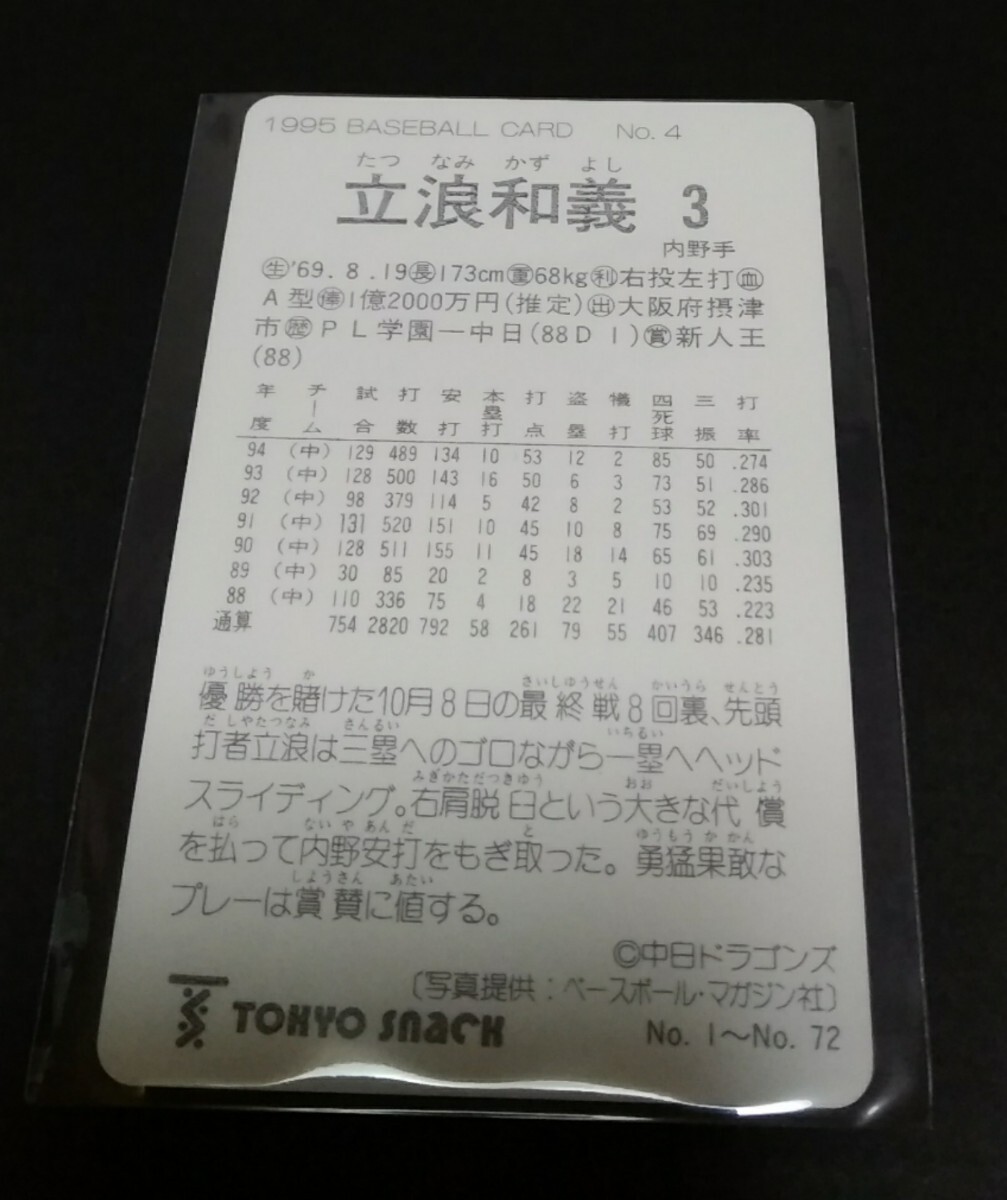 1995 BASEBALL CARD No. 4
たつ なみ かず よし
立浪和義 3
内野手
㊤'69. 8. 19㊐173cm㊐68kg㊐右投左打㊐
A型㊐1億2000万円(推定)㊐大阪府摂津
市㊐PL学園―中日(88D1)㊐新人王
(88)
年度 チーム 試合 打数 安打 本塁打 打点 盗塁 犠打 四死球 三振 打率
94 (中) 129 489 134 10 53 12 2 85 50 .274
93 (中) 128 500 143 16 50 6 3 73 51 .286
92 (中) 98 379 114 5 42 8 2 53 52 .301
91 (中) 131 520 151 10 45 10 8 75 69 .290
90 (中) 128 511 155 11 45 18 14 65 61 .303
89 (中) 30 85 20 2 8 3 5 10 10 .235
88 (中) 110 336 75 4 18 22 21 46 53 .223
通算 754 2820 792 58 261 79 55 407 346 .281
ゆうしょう か さいしゆうせん かいうら せんとう
優勝を賭けた10月8日の最終戦8回裏、先頭
だ しやたつなみ さんるい いちるい
打者立浪は三塁へのゴロながら一塁へヘッド
みぎかただつきゆう おお だいしよう
スライディング。右肩脱臼という大きな代償
はら ないやあんだ と ゆうもうかかん
を払って内野安打をもぎ取った。勇猛果敢な
しょうさん あたい
プレーは賞賛に値する。
©中日ドラゴンズ
〔写真提供：ベースボール・マガジン社〕
TOKYO SNACK
No. 1～No. 72